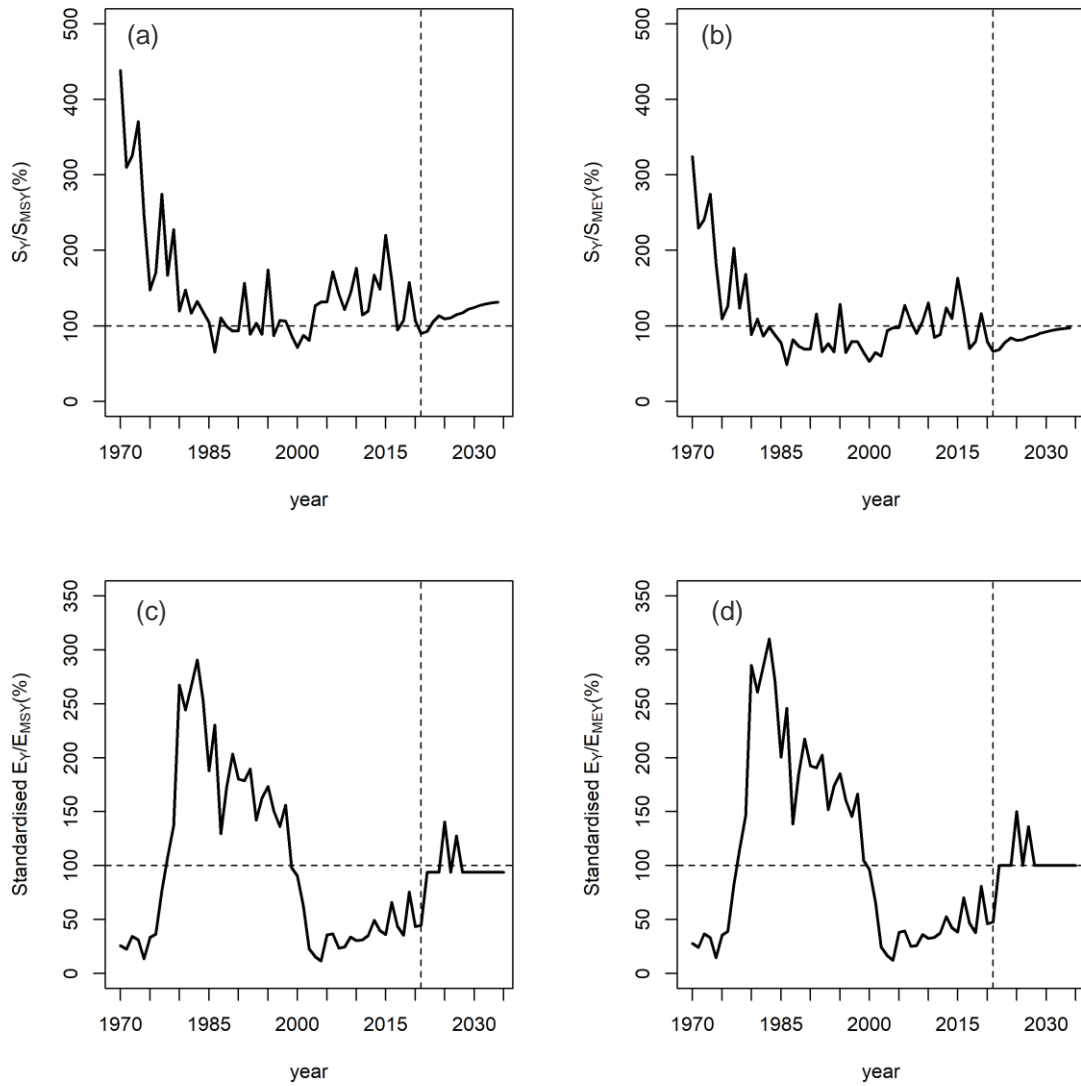 (a)
S_Y/S_MSY(%)
500
400
300
200
100
0
1970 1985 2000 2015 2030
year
(b)
S_Y/S_MEY(%)
500
400
300
200
100
0
1970 1985 2000 2015 2030
year
(c)
Standardised E_Y/E_MSY(%)
350
300
250
200
150
100
50
0
1970 1985 2000 2015 2030
year
(d)
Standardised E_Y/E_MEY(%)
350
300
250
200
150
100
50
0
1970 1985 2000 2015 2030
year